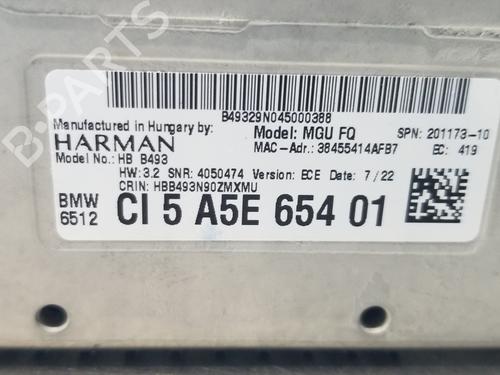 B49329N045000388
Manufactured in Hungary by:
HARMAN
Model: MGU FQ
SPN: 201173-10
Model No.: HB B493
MAC-Adr.: 38455414AFB7
EC: 419
HW: 3.2 SNR: 4050474 Version: ECE Date: 7/22
CRIN: HBB493N90ZMXMU
BMW
6512
CI 5 A5E 654 01
B-PARTS